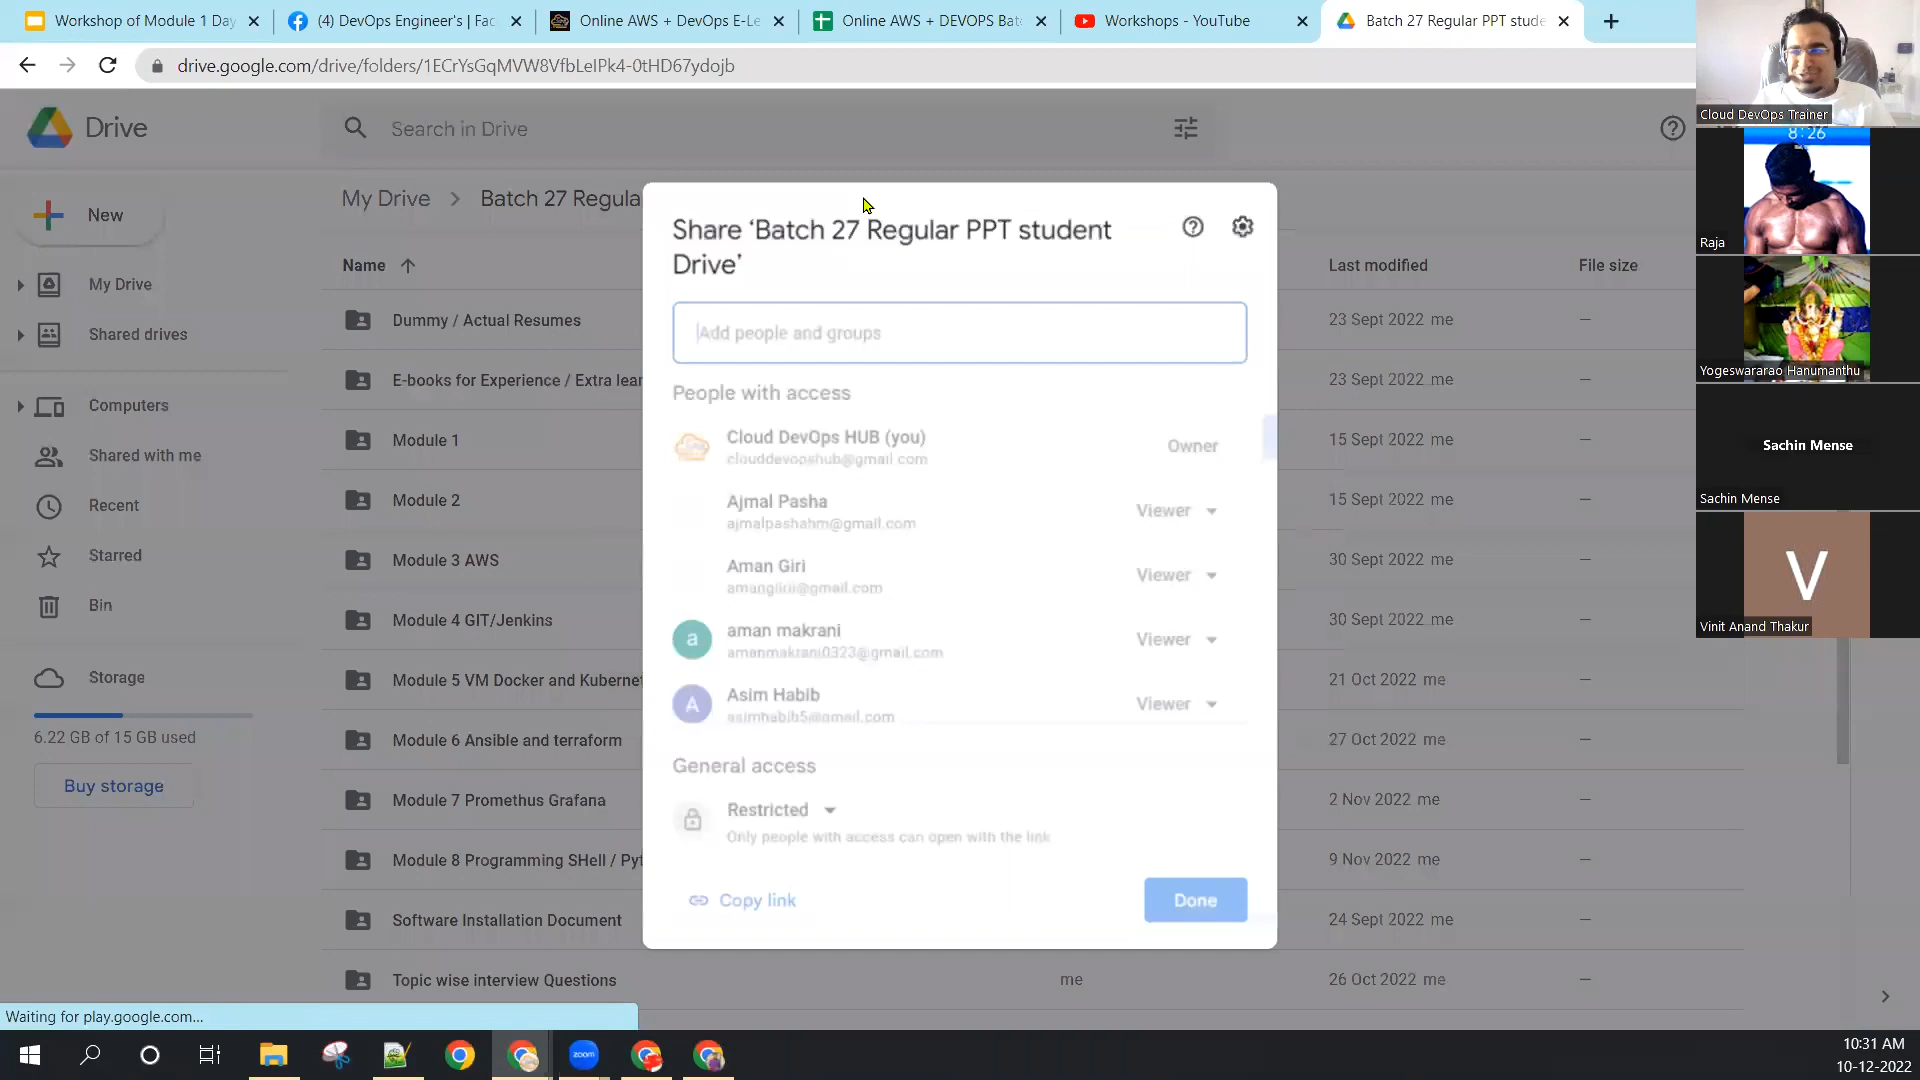 Workshop of Module 1 Day
(4) DevOps Engineer's | Fac
Online AWS + DevOps E-Le
Online AWS + DEVOPS Batc
Workshops - YouTube
Batch 27 Regular PPT stude
drive.google.com/drive/folders/1ECrYsGqMVW8VfbLeIPk4-0tHD67ydojb
Drive
Search in Drive
New
My Drive
Shared drives
Computers
Shared with me
Recent
Starred
Bin
Storage
6.22 GB of 15 GB used
Buy storage
My Drive > Batch 27 Regula
Name
Last modified
File size
Dummy / Actual Resumes
23 Sept 2022 me
—
E-books for Experience / Extra lear
23 Sept 2022 me
—
Module 1
15 Sept 2022 me
—
Module 2
15 Sept 2022 me
—
Module 3 AWS
30 Sept 2022 me
—
Module 4 GIT/Jenkins
30 Sept 2022 me
—
Module 5 VM Docker and Kubernet
21 Oct 2022 me
—
Module 6 Ansible and terraform
27 Oct 2022 me
—
Module 7 Promethus Grafana
2 Nov 2022 me
—
Module 8 Programming SHell / Pyt
9 Nov 2022 me
—
Software Installation Document
24 Sept 2022 me
—
Topic wise interview Questions
me
26 Oct 2022 me
—
Share ‘Batch 27 Regular PPT student
Drive’
Add people and groups
People with access
Cloud DevOps HUB (you)
clouddevopshub@gmail.com
Owner
Ajmal Pasha
ajmalpashahm@gmail.com
Viewer
Aman Giri
Viewer
a
aman makrani
amanmakrani0323@gmail.com
Viewer
A
Asim Habib
asimhabib5@gmail.com
Viewer
General access
Restricted
Only people with access can open with the link
Copy link
Done
Cloud DevOps Trainer
8:26
Raja
Yogeswararao Hanumanthu
Sachin Mense
Sachin Mense
V
Vinit Anand Thakur
Waiting for play.google.com...
zoom
10:31 AM
10-12-2022